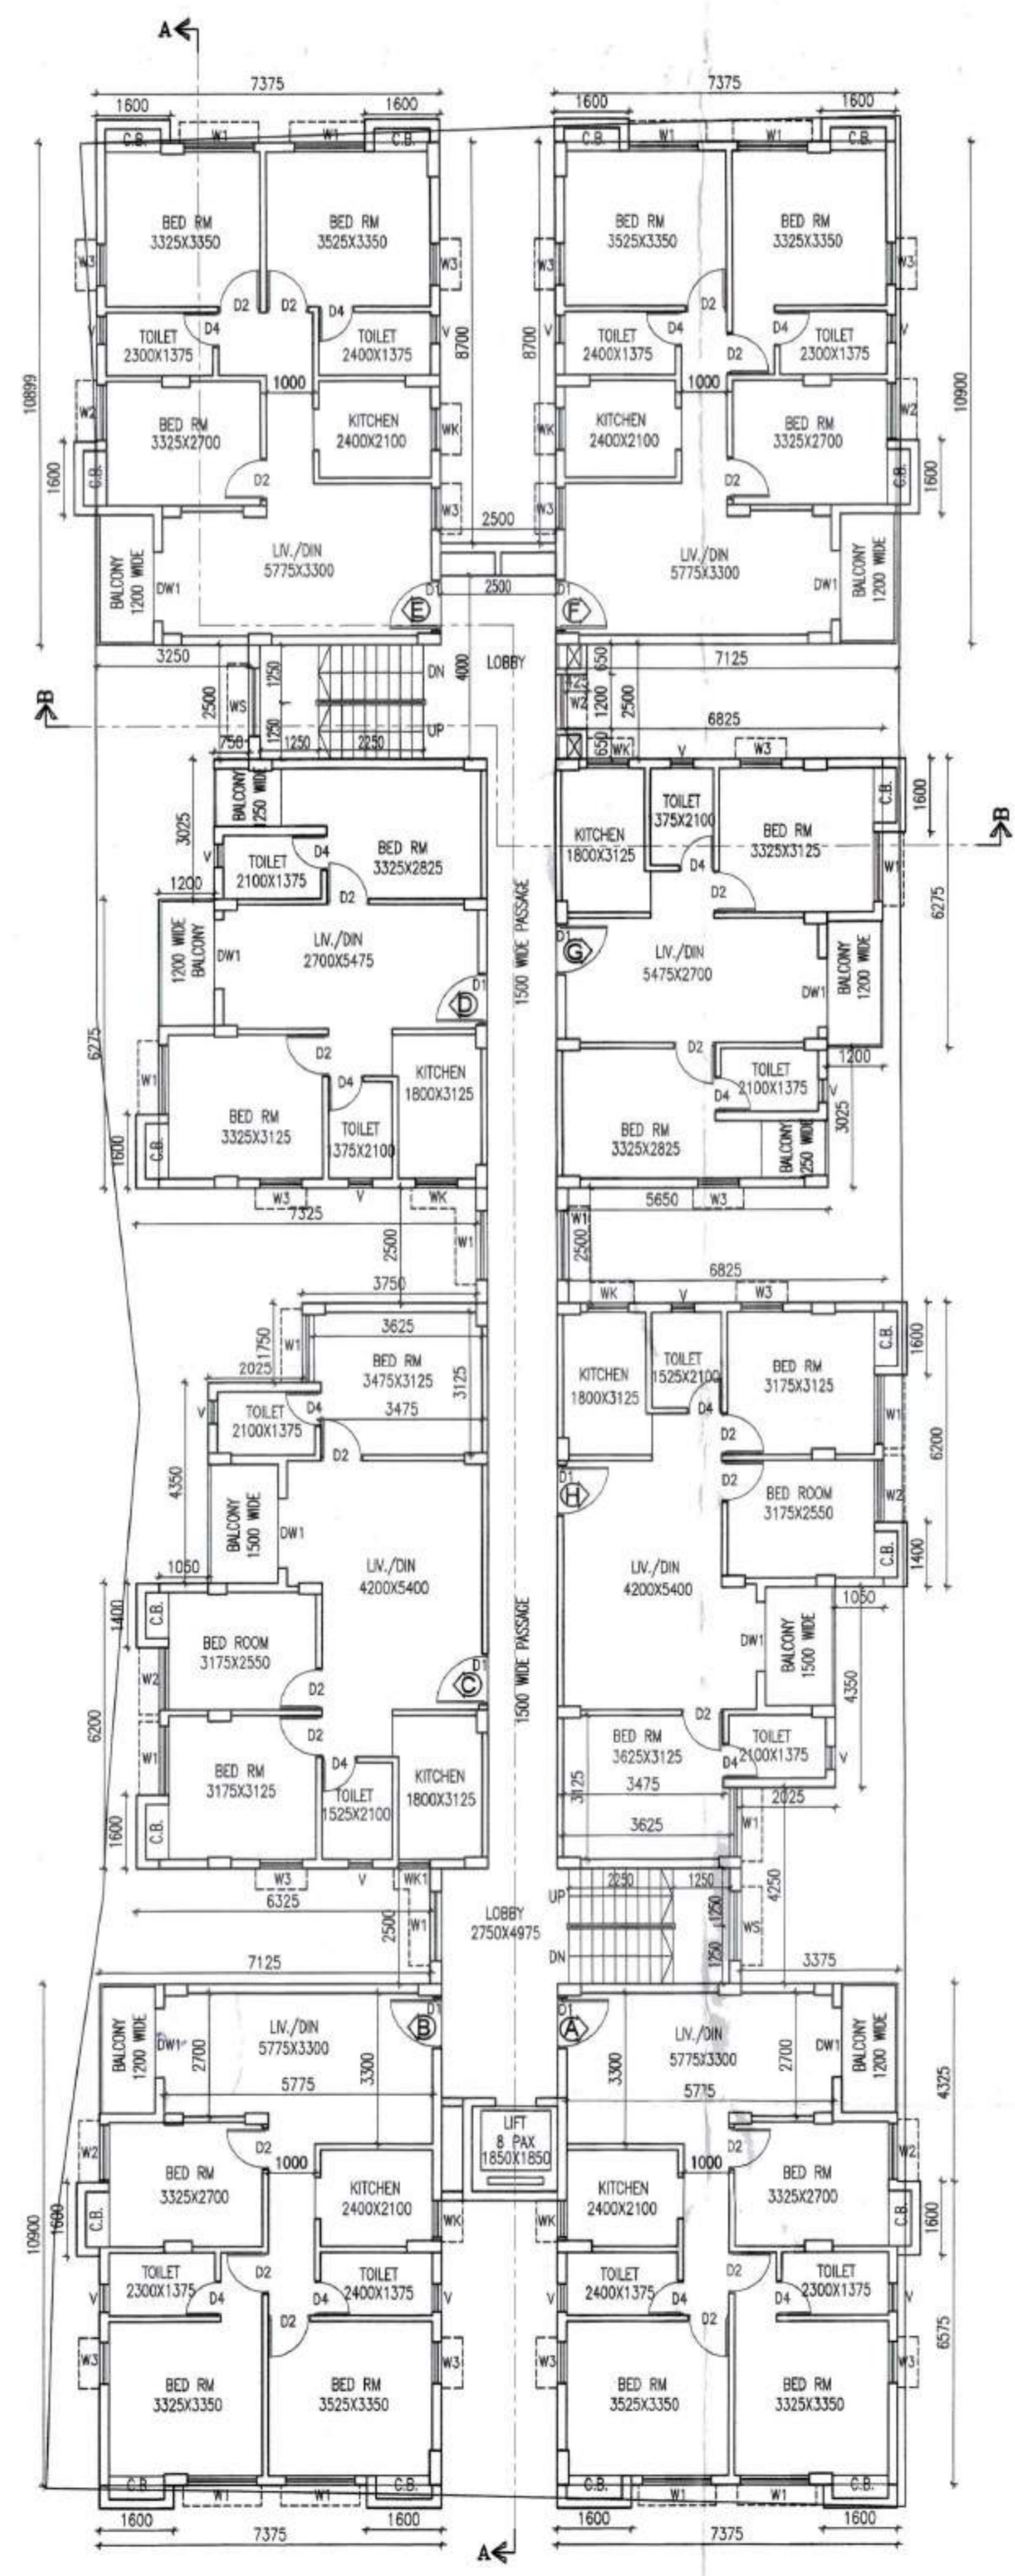 A
7375
7375
1600
1600
1600
1600
C.B.
W1
W1
C.B.
C.B.
W1
W1
C.B.
BED RM
3325X3350
BED RM
3525X3350
BED RM
3525X3350
BED RM
3325X3350
W3
W3
W3
W3
D2
D2
D4
D2
D4
D4
D2
V
TOILET
2300X1375
TOILET
2400X1375
V
8700
8700
V
TOILET
2400X1375
TOILET
2300X1375
V
10899
10900
1000
1000
W2
BED RM
3325X2700
KITCHEN
2400X2100
WK
WK
KITCHEN
2400X2100
BED RM
3325X2700
W2
1600
C.B.
D2
D2
C.B.
1600
W3
W3
2500
BALCONY
1200 WIDE
DW1
LIV./DIN
5775X3300
2500
LIV./DIN
5775X3300
DW1
BALCONY
1200 WIDE
D1
E
D1
F
3250
1250
DN
4000
LOBBY
650
7125
B
2500
WS
1250
UP
425
W2
1200
2500
6825
750
1250
2250
650
WK
V
W3
3025
BALCONY
1250 WIDE
C.B.
1600
B
TOILET
1375X2100
KITCHEN
1800X3125
BED RM
3325X3125
V
TOILET
2100X1375
D4
BED RM
3325X2825
D4
W1
1200
D2
D2
6275
1200 WIDE
BALCONY
DW1
LIV./DIN
2700X5475
1500 WIDE PASSAGE
D1
G
LIV./DIN
5475X2700
DW1
BALCONY
1200 WIDE
D1
D
6275
W1
D2
D4
KITCHEN
1800X3125
D2
TOILET
2100X1375
D4
V
1200
BED RM
3325X3125
TOILET
1375X2100
BED RM
3325X2825
BALCONY
1250 WIDE
3025
1600
C.B.
W3
V
WK
5650
W3
7325
2500
W1
W1
2500
3750
6825
WK
V
W3
1750
W1
3625
BED RM
3475X3125
3125
C.B.
1600
2025
KITCHEN
1800X3125
TOILET
1525X2100
BED RM
3175X3125
V
TOILET
2100X1375
D4
3475
D4
W1
D2
D2
6200
4350
D1
H
D2
BED ROOM
3175X2550
W2
BALCONY
1500 WIDE
DW1
1050
LIV./DIN
4200X5400
LIV./DIN
4200X5400
C.B.
1400
1050
1400
C.B.
BED ROOM
3175X2550
1500 WIDE PASSAGE
DW1
BALCONY
1500 WIDE
4350
W2
D2
D1
C
6200
D2
D2
W1
BED RM
3175X3125
D4
KITCHEN
1800X3125
BED RM
3625X3125
TOILET
2100X1375
D4
V
TOILET
1525X2100
3125
3475
2025
1600
C.B.
3625
W1
W3
V
WK1
6325
2500
W1
LOBBY
2750X4975
UP
2250
1250
1250
WS
4250
DN
1250
7125
3375
BALCONY
1200 WIDE
DW1
2700
LIV./DIN
5775X3300
D1
B
D1
A
LIV./DIN
5775X3300
DW1
BALCONY
1200 WIDE
3300
3300
2700
4325
5775
5775
LIFT
8 PAX
1850X1850
W2
D2
D2
W2
BED RM
3325X2700
1000
1000
BED RM
3325X2700
KITCHEN
2400X2100
KITCHEN
2400X2100
1600
C.B.
WK
WK
C.B.
1600
10900
TOILET
2300X1375
D2
TOILET
2400X1375
TOILET
2400X1375
D2
TOILET
2300X1375
V
D4
D4
V
V
D4
D4
V
D2
D2
6575
W3
W3
W3
W3
BED RM
3325X3350
BED RM
3525X3350
BED RM
3525X3350
BED RM
3325X3350
C.B.
W1
W1
C.B.
C.B.
W1
W1
C.B.
1600
1600
1600
1600
7375
7375
A